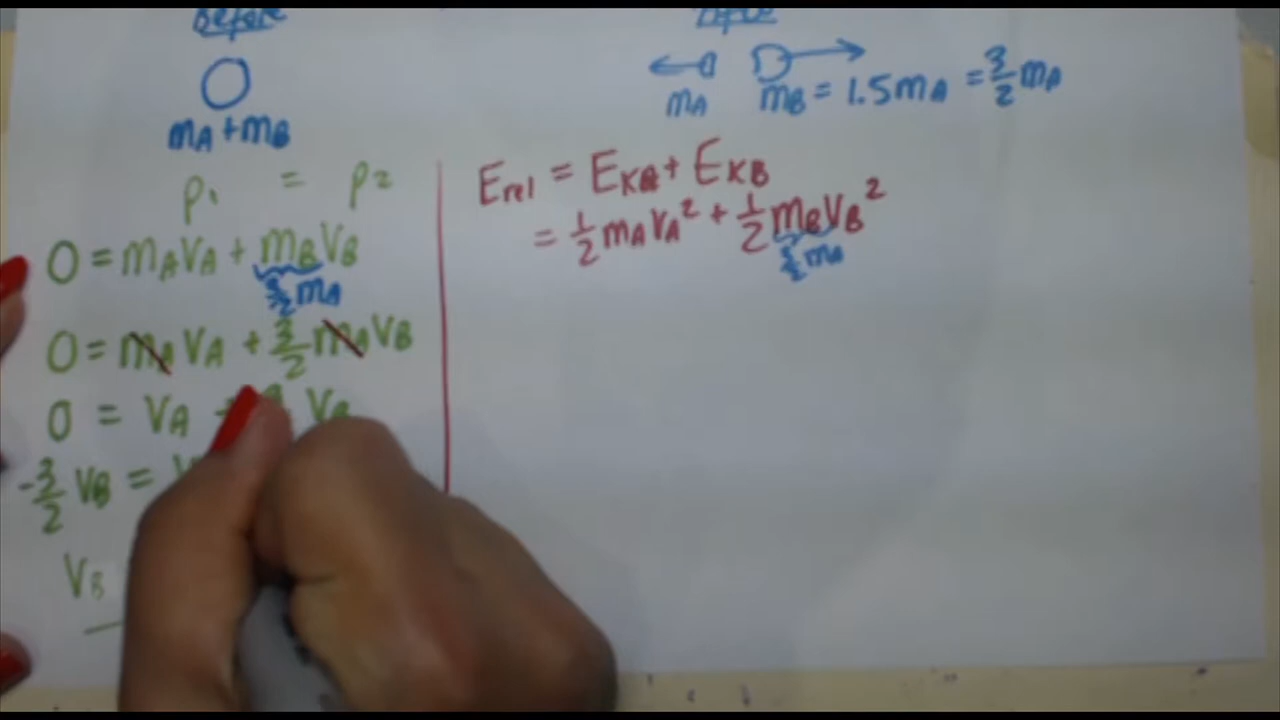 Before
mA + mB
mA
mB = 1.5mA = 3/2 mA
p1 = p2
0 = mAVA + mBVB
3/2 mA
0 = mAVA + 3/2 mAVB
0 = VA VB
-3/2 VB =
VB
Erel = EKA + EKB
= 1/2 mAVA² + 1/2 mBVB²
3/2 mA